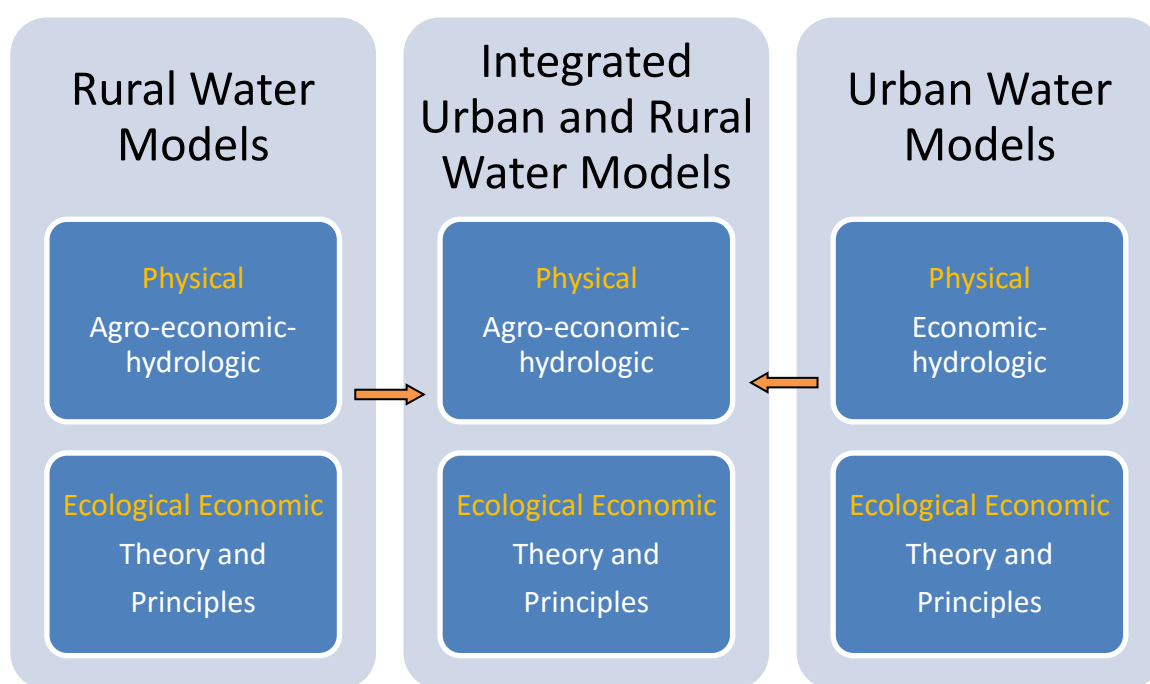 Rural Water
Models
Physical
Agro-economic-
hydrologic
Ecological Economic
Theory and
Principles
Integrated
Urban and Rural
Water Models
Physical
Agro-economic-
hydrologic
Ecological Economic
Theory and
Principles
Urban Water
Models
Physical
Economic-
hydrologic
Ecological Economic
Theory and
Principles